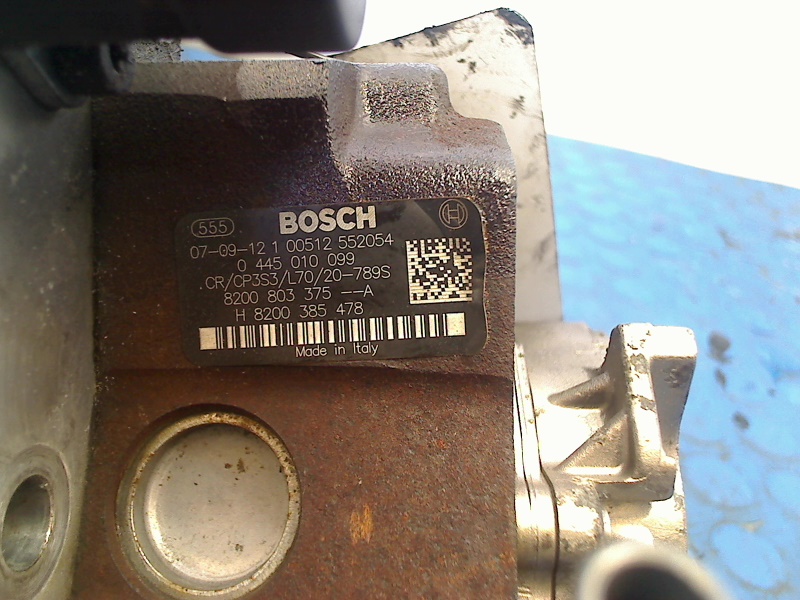 555 BOSCH
07-09-12 1 00512 552054
0 445 010 099
CR/CP3S3/L70/20-789S
8200 803 375 --A
H 8200 385 478
Made in Italy